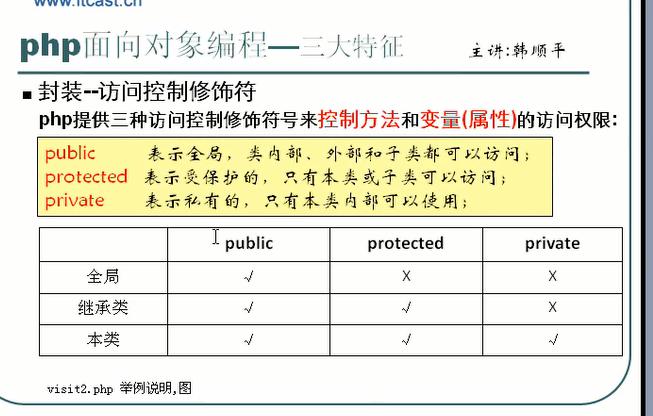 www.itcast.cn
php面向对象编程—三大特征 主讲:韩顺平
■ 封装--访问控制修饰符
php提供三种访问控制修饰符号来控制方法和变量(属性)的访问权限:
public 表示全局，类内部、外部和子类都可以访问；
protected 表示受保护的，只有本类或子类可以访问；
private 表示私有的，只有本类内部可以使用；
public protected private
全局 √ X X
继承类 √ √ X
本类 √ √ √
visit2.php 举例说明,图